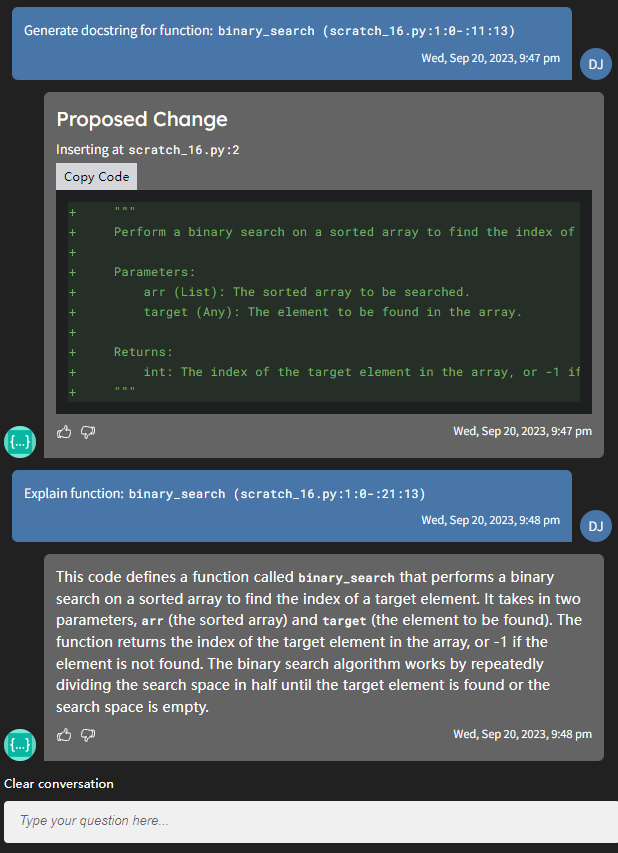 Generate docstring for function: binary_search (scratch_16.py:1:0-:11:13)
Wed, Sep 20, 2023, 9:47 pm
DJ
Proposed Change
Inserting at scratch_16.py:2
Copy Code
+ """
+ Perform a binary search on a sorted array to find the index of
+
+ Parameters:
+ arr (List): The sorted array to be searched.
+ target (Any): The element to be found in the array.
+
+ Returns:
+ int: The index of the target element in the array, or -1 if
+ """
{...}
Wed, Sep 20, 2023, 9:47 pm
Explain function: binary_search (scratch_16.py:1:0-:21:13)
Wed, Sep 20, 2023, 9:48 pm
DJ
This code defines a function called binary_search that performs a binary
search on a sorted array to find the index of a target element. It takes in two
parameters, arr (the sorted array) and target (the element to be found). The
function returns the index of the target element in the array, or -1 if the
element is not found. The binary search algorithm works by repeatedly
dividing the search space in half until the target element is found or the
search space is empty.
{...}
Wed, Sep 20, 2023, 9:48 pm
Clear conversation
Type your question here...